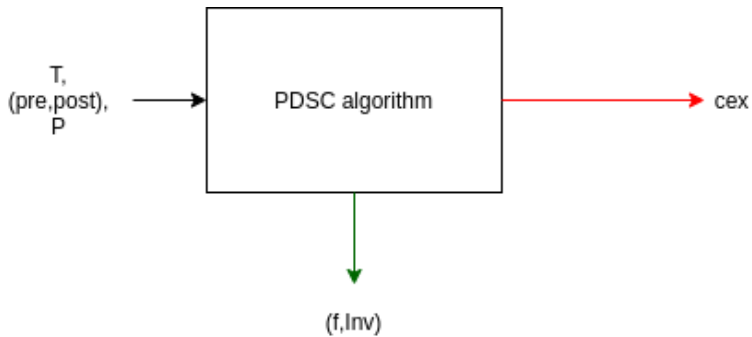 T,
(pre,post),
P
PDSC algorithm
cex
(f,Inv)